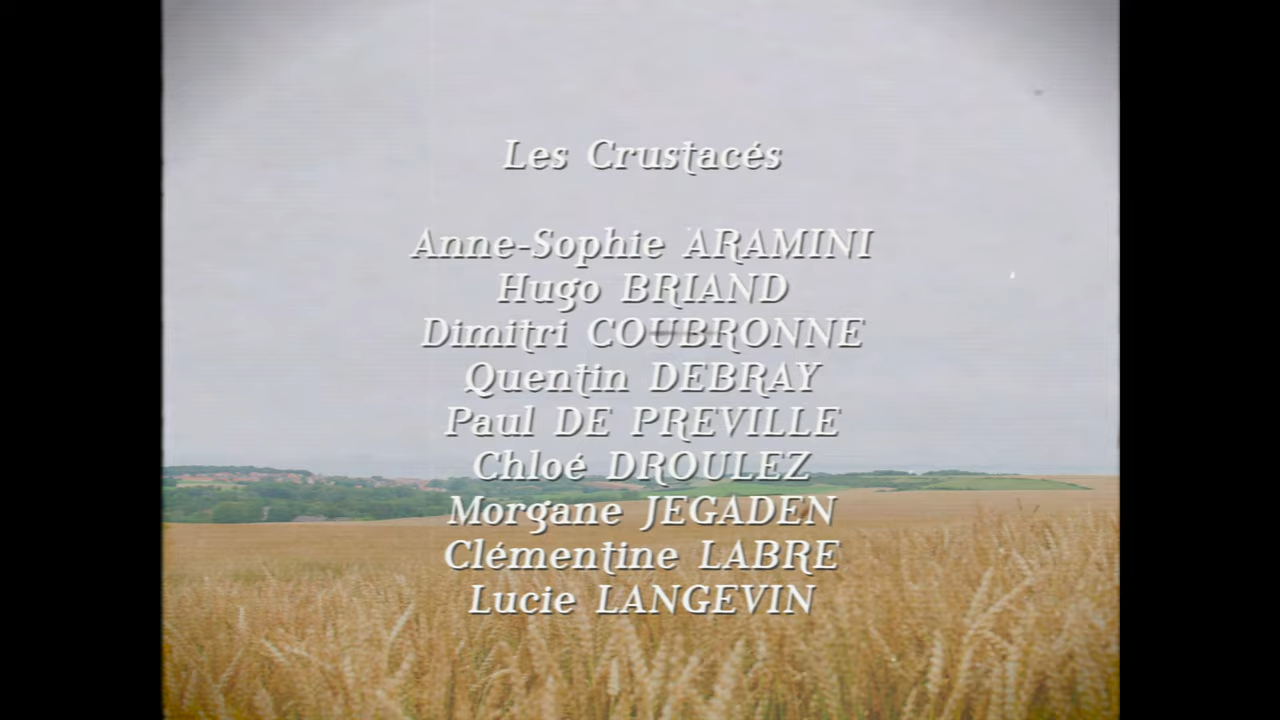 Les Crustacés
Anne-Sophie ARAMINI
Hugo BRIAND
Dimitri COUBRONNE
Quentin DEBRAY
Paul DE PREVILLE
Chloé DROULEZ
Morgane JEGADEN
Clémentine LABRE
Lucie LANGEVIN